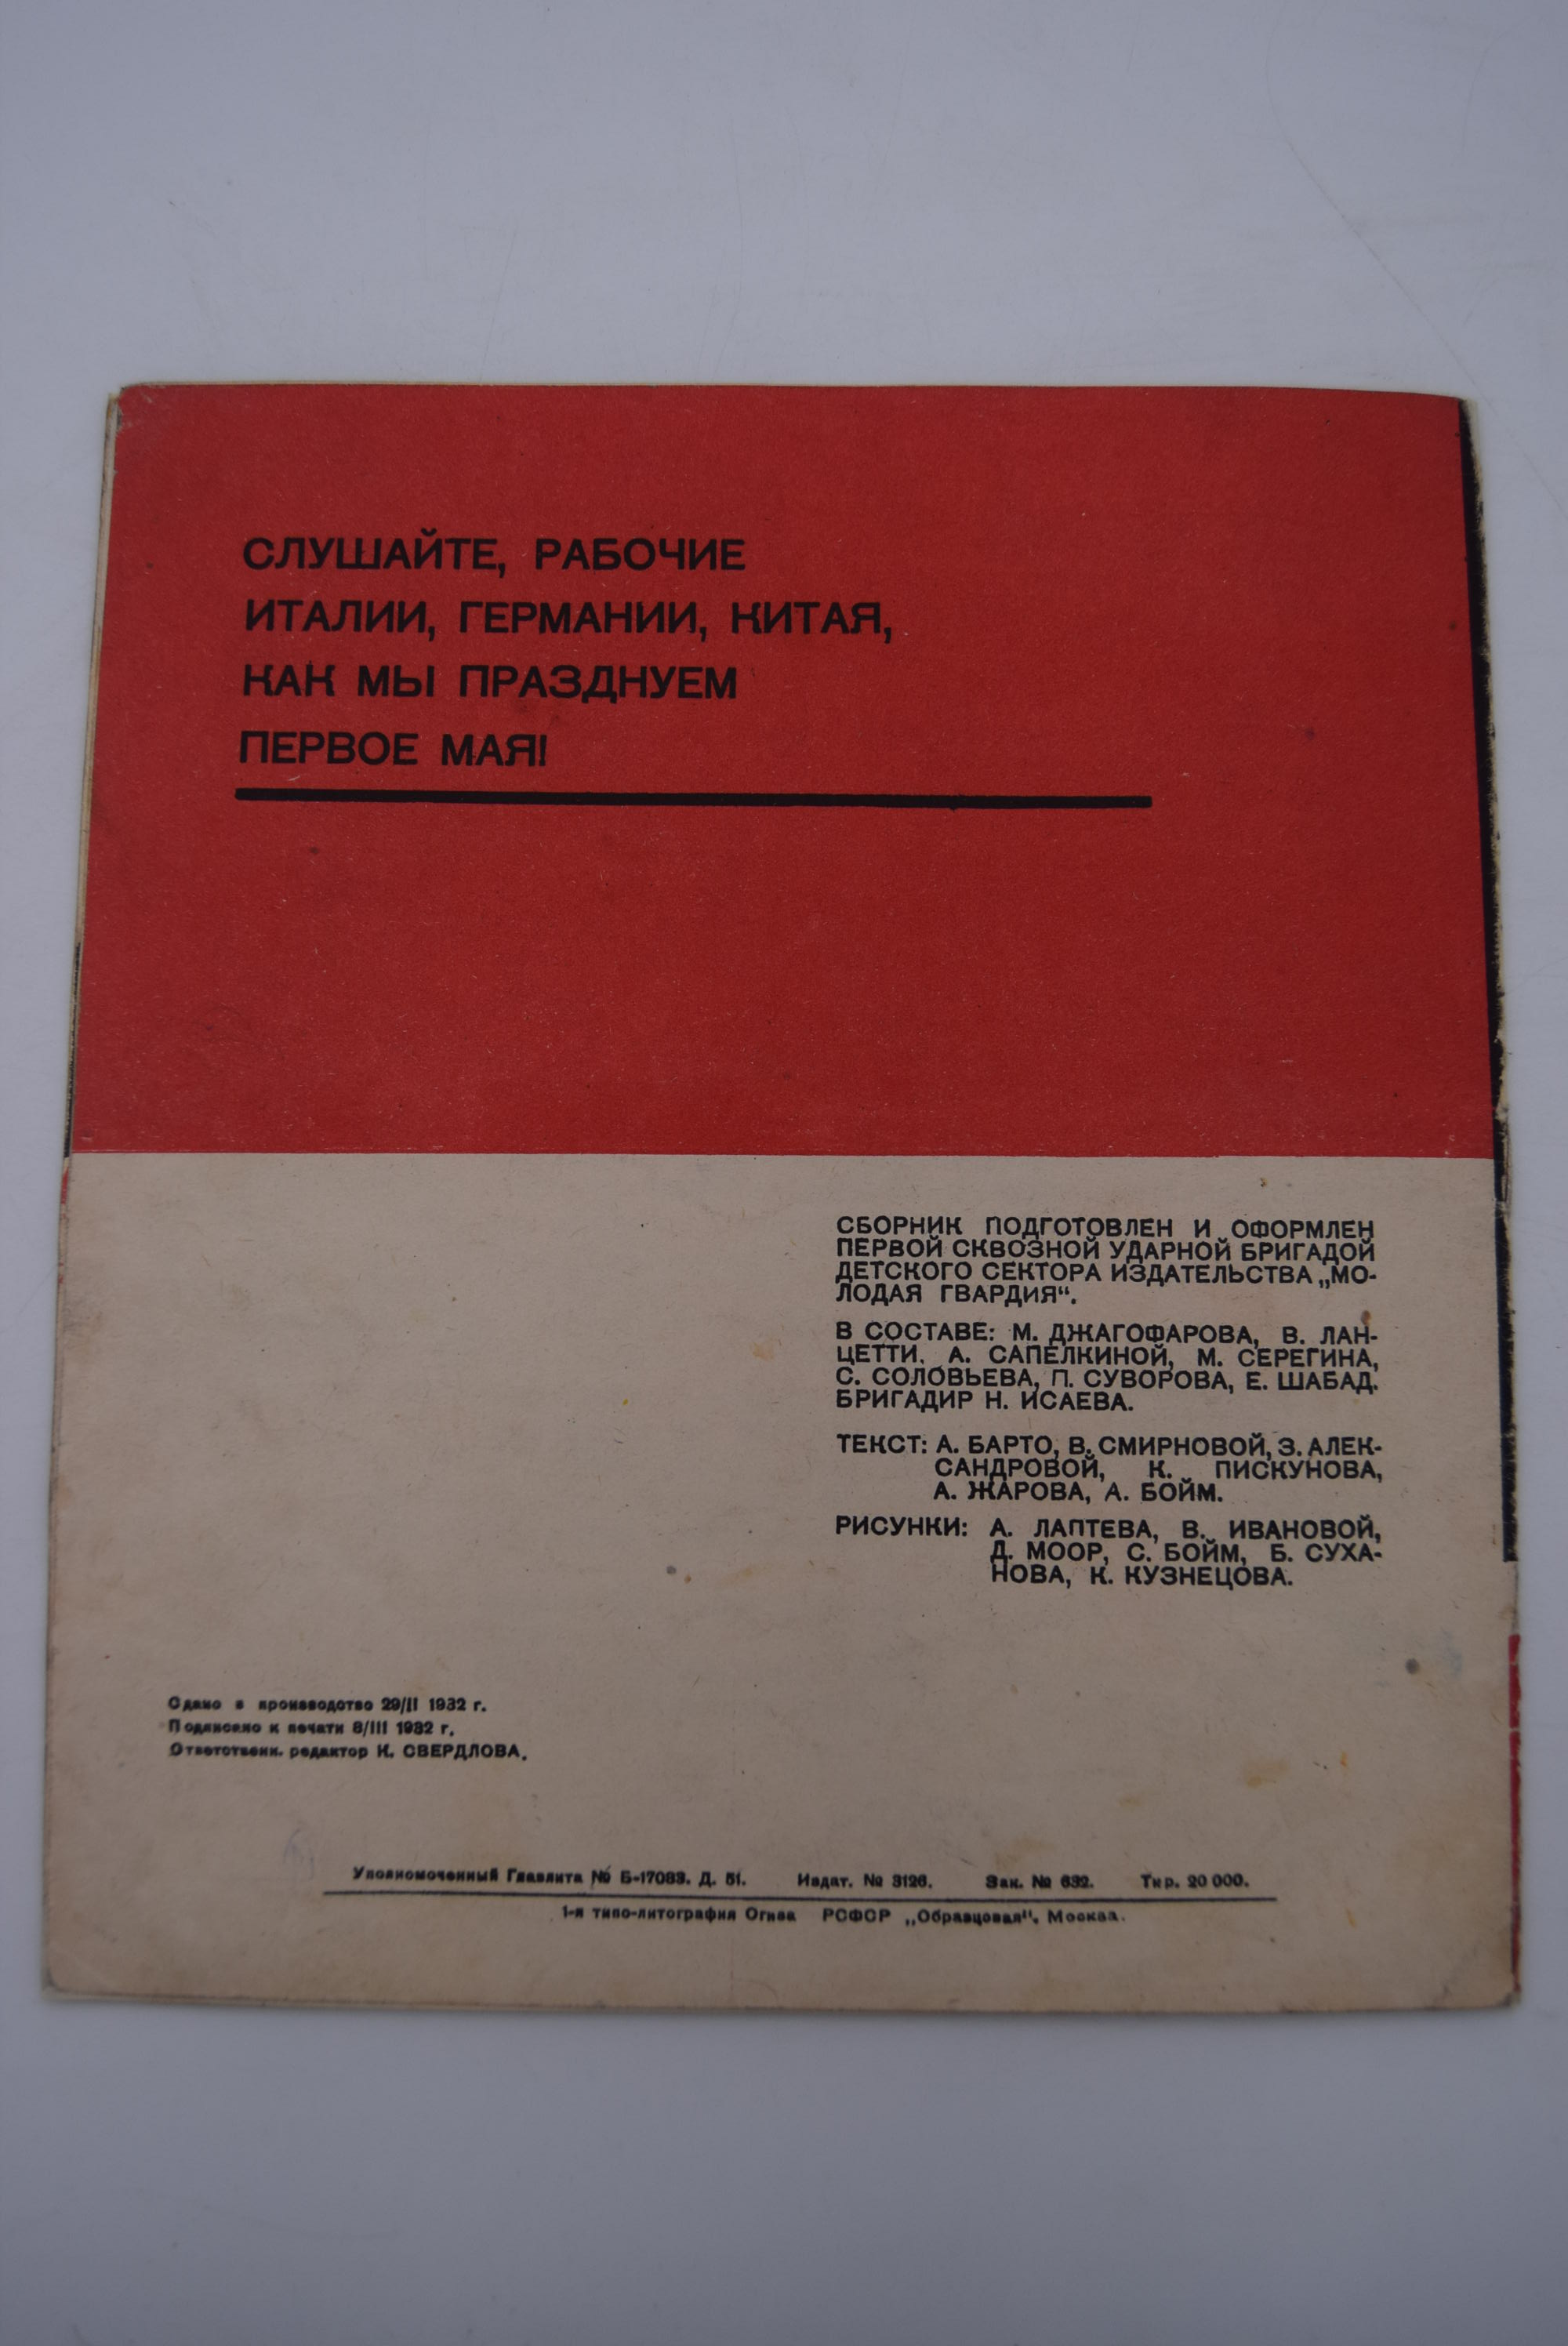 СЛУШАЙТЕ, РАБОЧИЕ
ИТАЛИИ, ГЕРМАНИИ, КИТАЯ,
КАК МЫ ПРАЗДНУЕМ
ПЕРВОЕ МАЯ!
СБОРНИК ПОДГОТОВЛЕН И ОФОРМЛЕН
ПЕРВОЙ СКВОЗНОЙ УДАРНОЙ БРИГАДОЙ
ДЕТСКОГО СЕКТОРА ИЗДАТЕЛЬСТВА „МО-
ЛОДАЯ ГВАРДИЯ“.
В СОСТАВЕ: М. ДЖАГОФАРОВА, В. ЛАН-
ЦЕТТИ. А. САПЕЛКИНОЙ, М. СЕРЕГИНА,
С. СОЛОВЬЕВА, П. СУВОРОВА, Е. ШАБАД.
БРИГАДИР Н. ИСАЕВА.
ТЕКСТ: А. БАРТО, В. СМИРНОВОЙ, З. АЛЕК-
САНДРОВОЙ, К. ПИСКУНОВА,
А. ЖАРОВА, А. БОЙМ.
РИСУНКИ: А. ЛАПТЕВА, В. ИВАНОВОЙ,
Д. МООР, С. БОЙМ, Б. СУХА-
НОВА, К. КУЗНЕЦОВА.
Сдано в производство 29/II 1932 г.
Подписано к печати 8/III 1932 г.
Ответственн. редактор К. СВЕРДЛОВА.
Уполномоченный Главлита № Б-17083. Д. 51. Издат. № 3126. Зак. № 632. Тир. 20 000.
1-я типо-литография Огиза РСФСР „Образцовая“. Москва.